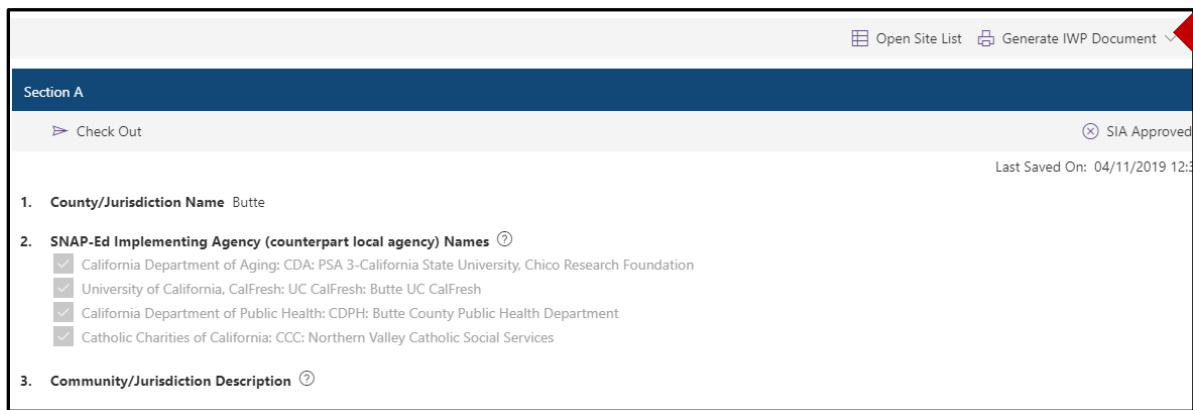 Open Site List Generate IWP Document
Section A
Check Out SIA Approved
Last Saved On: 04/11/2019 12:3
1. County/Jurisdiction Name Butte
2. SNAP-Ed Implementing Agency (counterpart local agency) Names
California Department of Aging: CDA: PSA 3-California State University, Chico Research Foundation
University of California, CalFresh: UC CalFresh: Butte UC CalFresh
California Department of Public Health: CDPH: Butte County Public Health Department
Catholic Charities of California: CCC: Northern Valley Catholic Social Services
3. Community/Jurisdiction Description